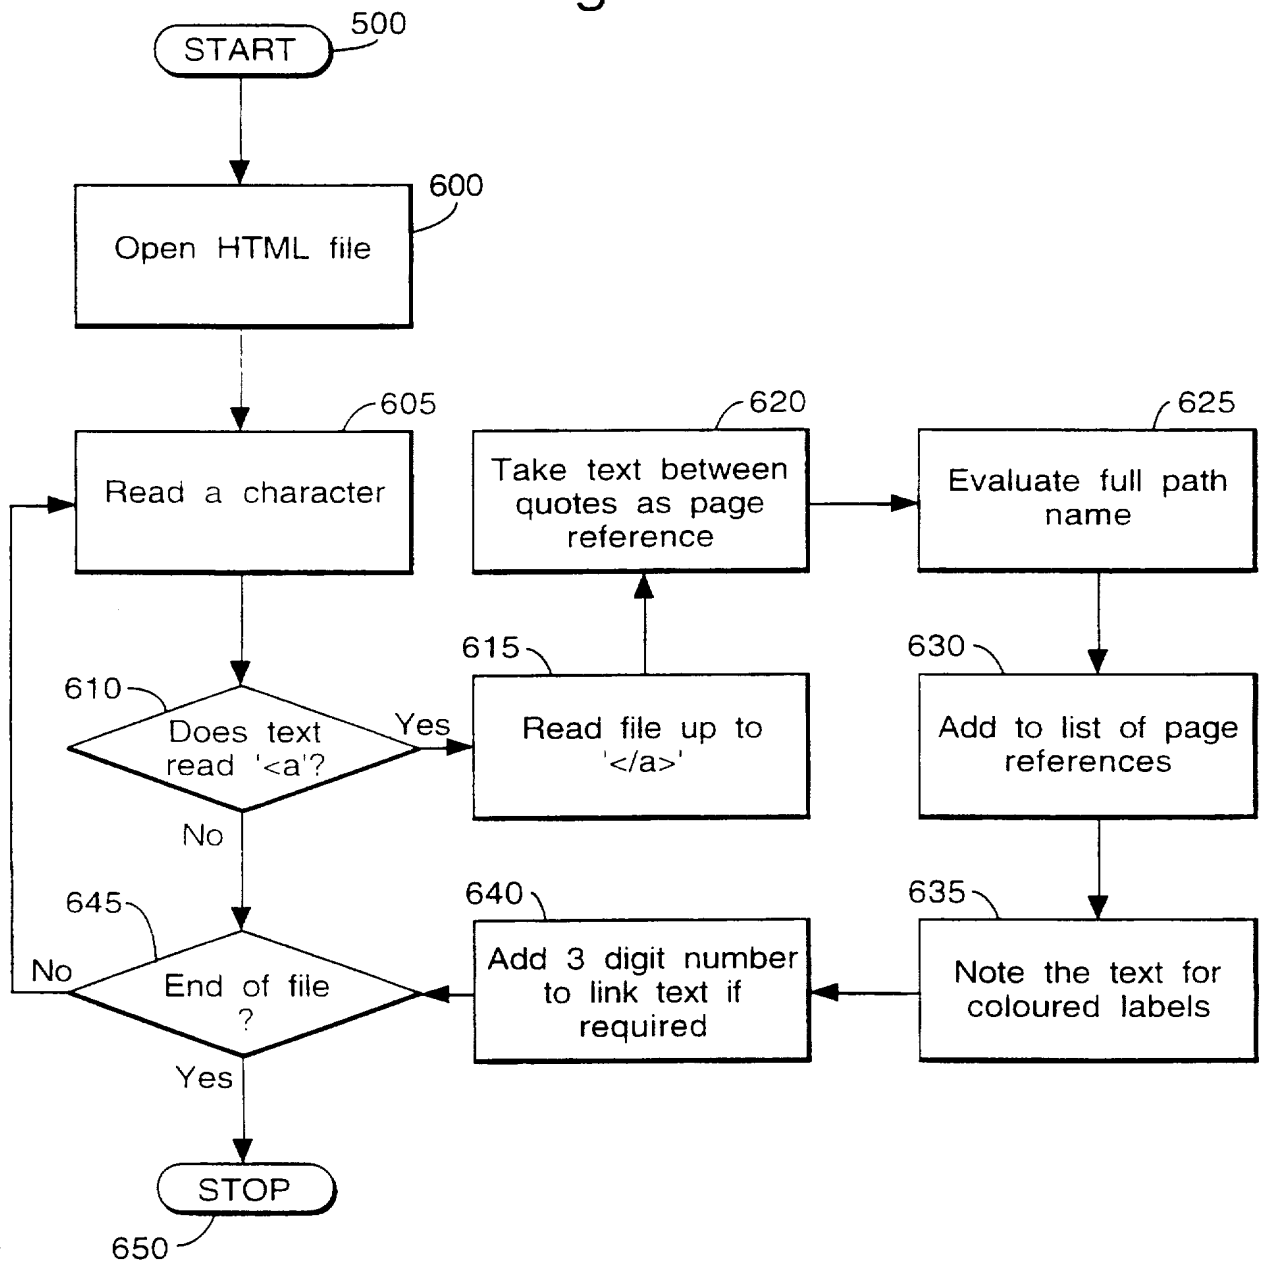 g
500
START
600
Open HTML file
605
Read a character
620
Take text between
quotes as page
reference
625
Evaluate full path
name
610
Does text
read '<a'?
Yes
No
615
Read file up to
'</a>'
630
Add to list of page
references
645
End of file
?
No
Yes
640
Add 3 digit number
to link text if
required
635
Note the text for
coloured labels
STOP
650